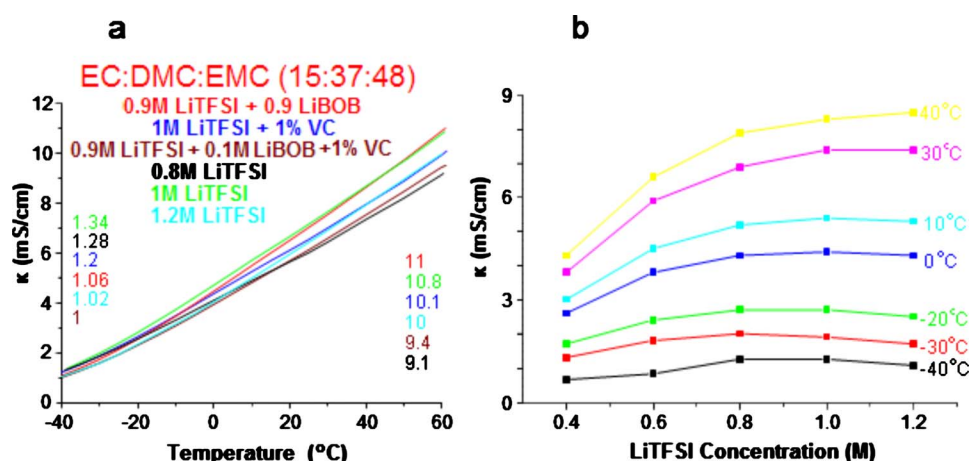 a
EC:DMC:EMC (15:37:48)
0.9M LiTFSI + 0.9 LiBOB
1M LiTFSI + 1% VC
0.9M LiTFSI + 0.1M LiBOB +1% VC
0.8M LiTFSI
1M LiTFSI
1.2M LiTFSI
12
10
8
6
4
2
0
κ (mS/cm)
1.34
1.28
1.2
1.06
1.02
1
11
10.8
10.1
10
9.4
9.1
-40 -20 0 20 40 60
Temperature (°C)
b
9
6
3
0
κ (mS/cm)
40°C
30°C
10°C
0°C
-20°C
-30°C
-40°C
0.4 0.6 0.8 1.0 1.2
LiTFSI Concentration (M)